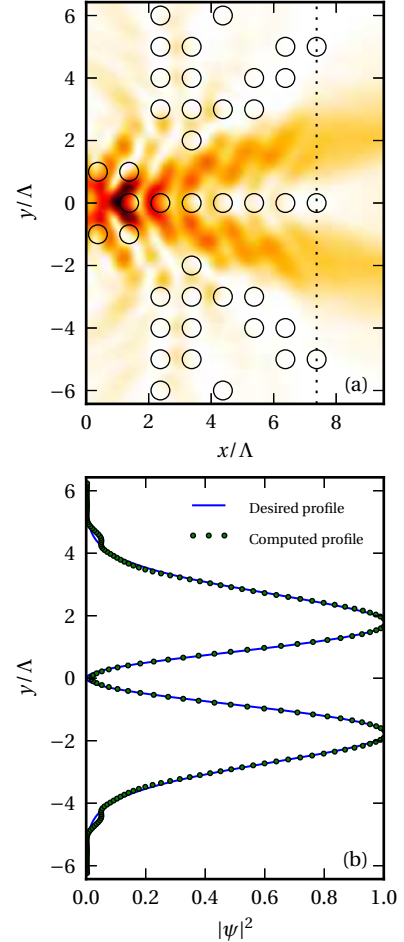 6
4
2
0
−2
−4
−6
y/Λ
(a)
0 2 4 6 8
x/Λ
6
4
2
0
−2
−4
−6
y/Λ
Desired profile
Computed profile
(b)
0.0 0.2 0.4 0.6 0.8 1.0
|ψ|²